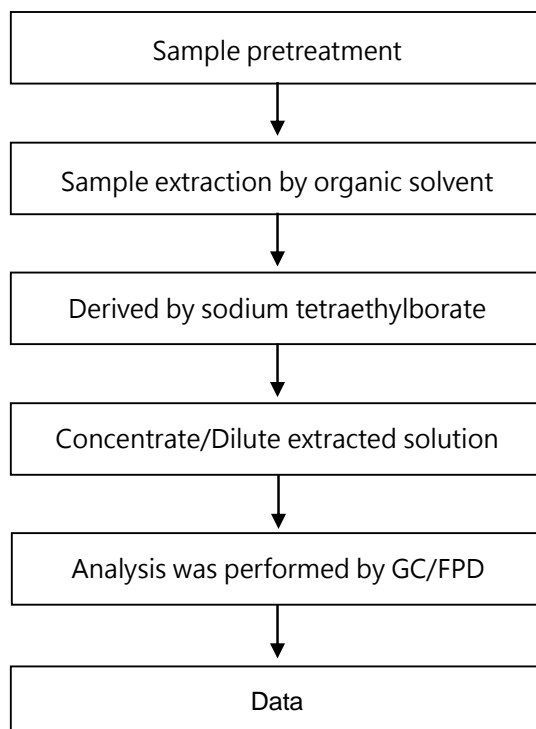 Sample pretreatment
Sample extraction by organic solvent
Derived by sodium tetraethylborate
Concentrate/Dilute extracted solution
Analysis was performed by GC/FPD
Data